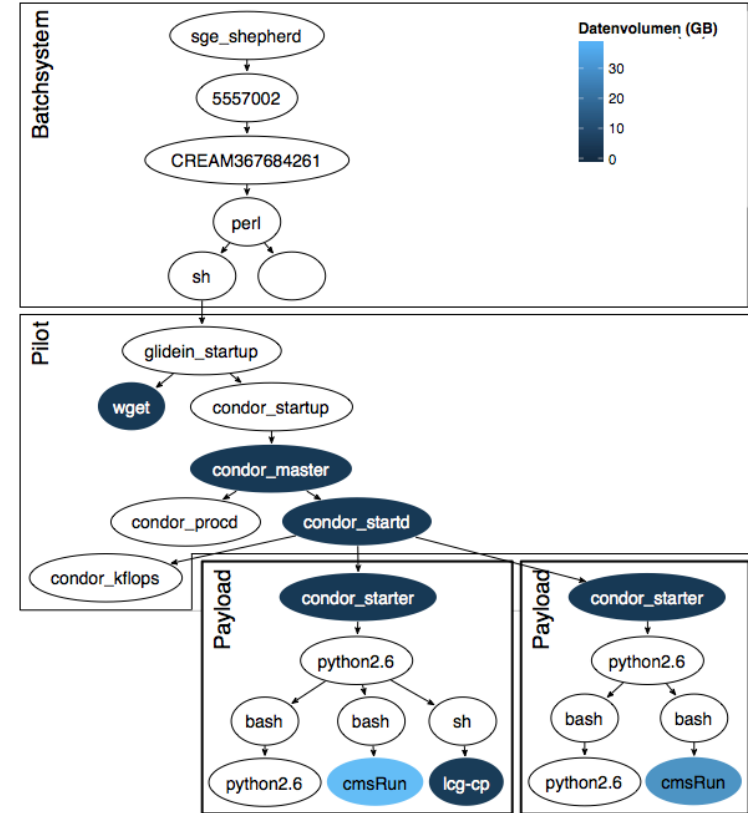 Batchsystem
sge_shepherd
Datenvolumen (GB)
30
20
10
0
5557002
CREAM367684261
perl
sh
Pilot
glidein_startup
wget
condor_startup
condor_master
condor_procd
condor_startd
condor_kflops
Payload
condor_starter
python2.6
bash
bash
sh
python2.6
cmsRun
lcg-cp
Payload
condor_starter
python2.6
bash
bash
python2.6
cmsRun